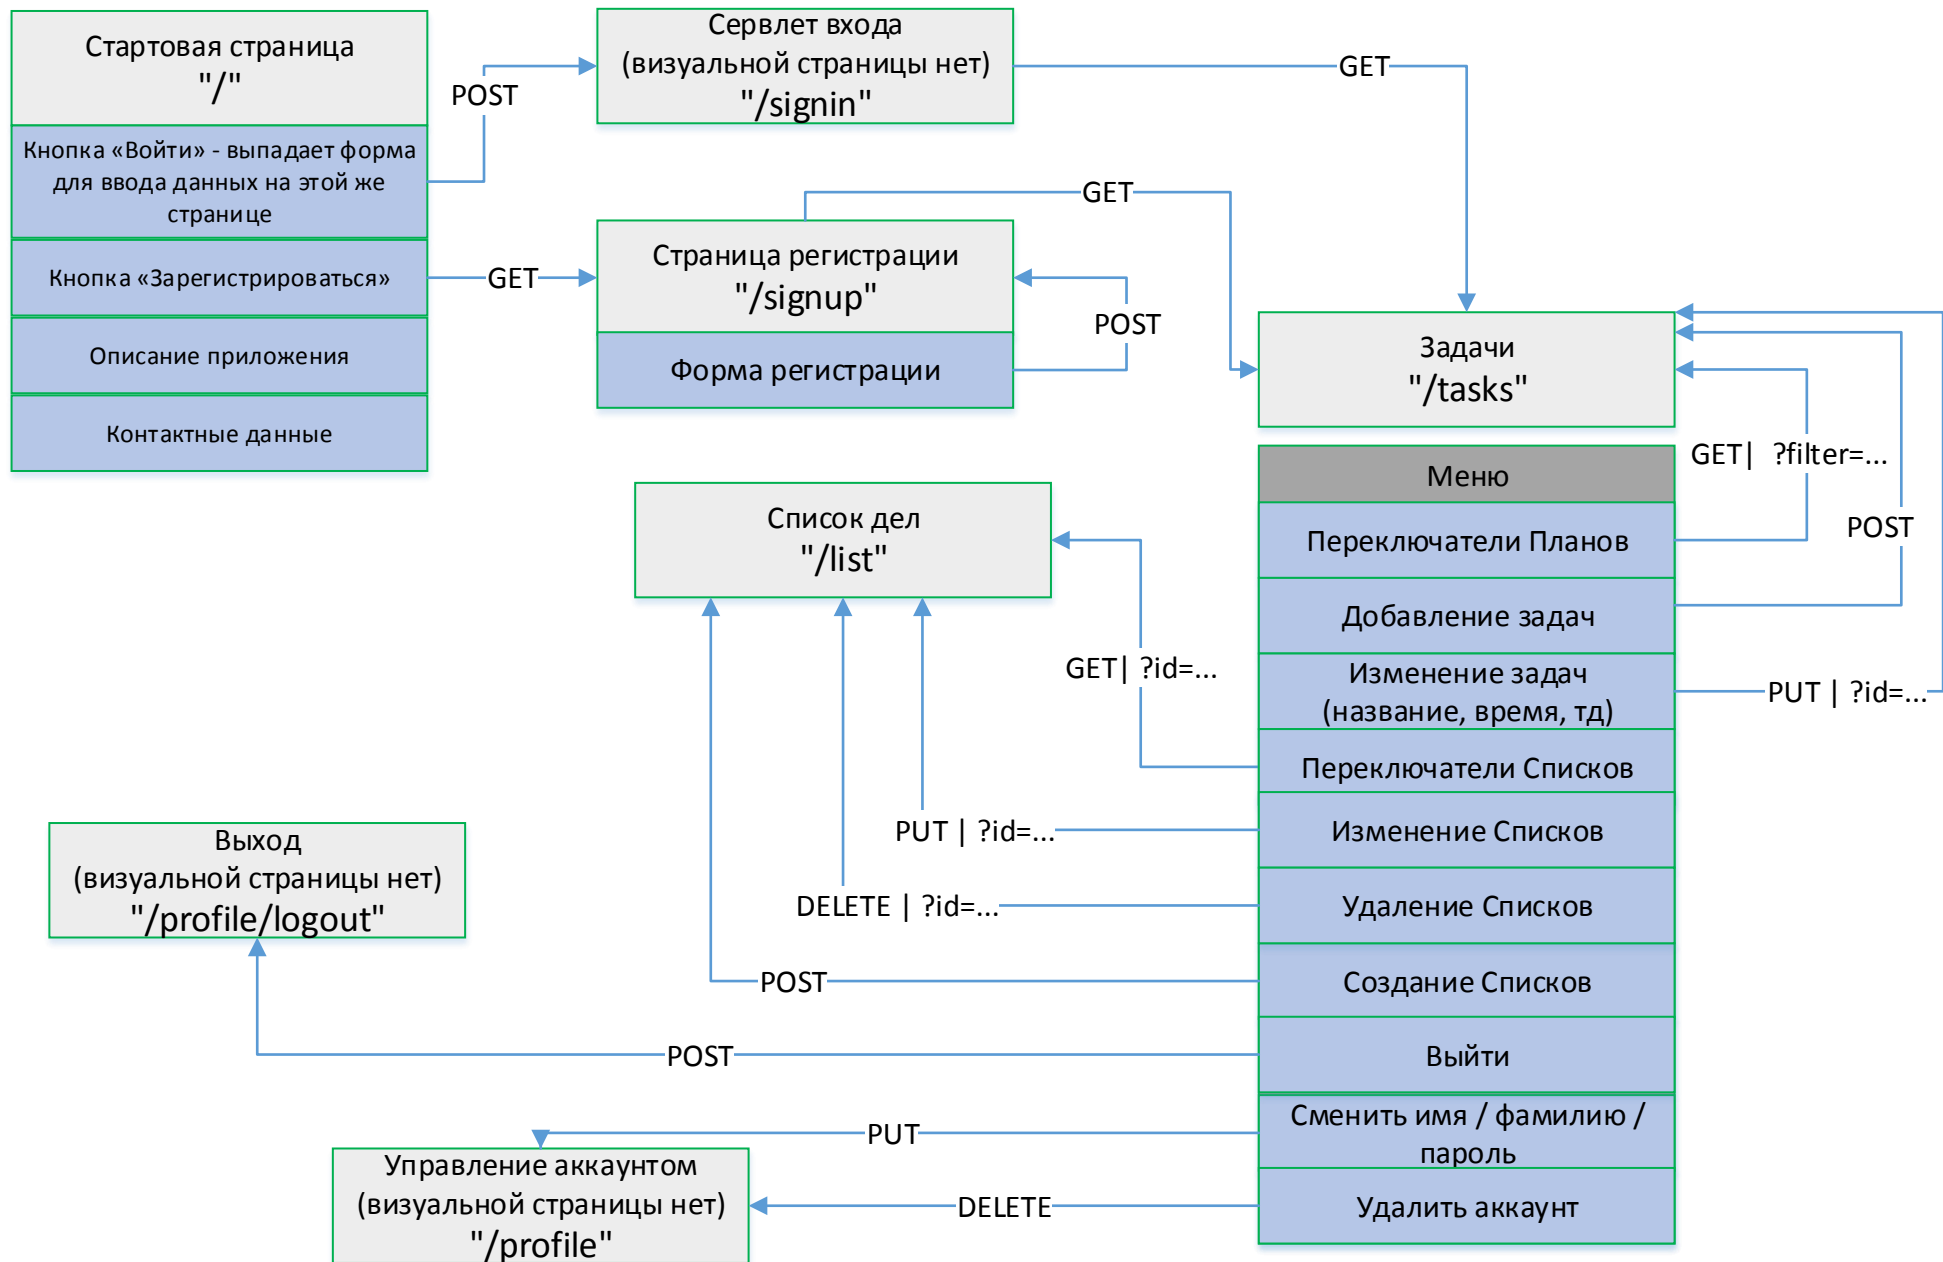 Стартовая страница
"/"
Кнопка «Войти» - выпадает форма
для ввода данных на этой же
странице
Кнопка «Зарегистрироваться»
Описание приложения
Контактные данные
POST
GET
Сервлет входа
(визуальной страницы нет)
"/signin"
GET
GET
Страница регистрации
"/signup"
Форма регистрации
POST
Задачи
"/tasks"
GET| ?filter=...
POST
PUT | ?id=...
Меню
Переключатели Планов
Добавление задач
Изменение задач
(название, время, тд)
Переключатели Списков
Изменение Списков
Удаление Списков
Создание Списков
Выйти
Сменить имя / фамилию /
пароль
Удалить аккаунт
Список дел
"/list"
GET| ?id=...
PUT | ?id=...
DELETE | ?id=...
POST
Выход
(визуальной страницы нет)
"/profile/logout"
POST
PUT
Управление аккаунтом
(визуальной страницы нет)
"/profile"
DELETE